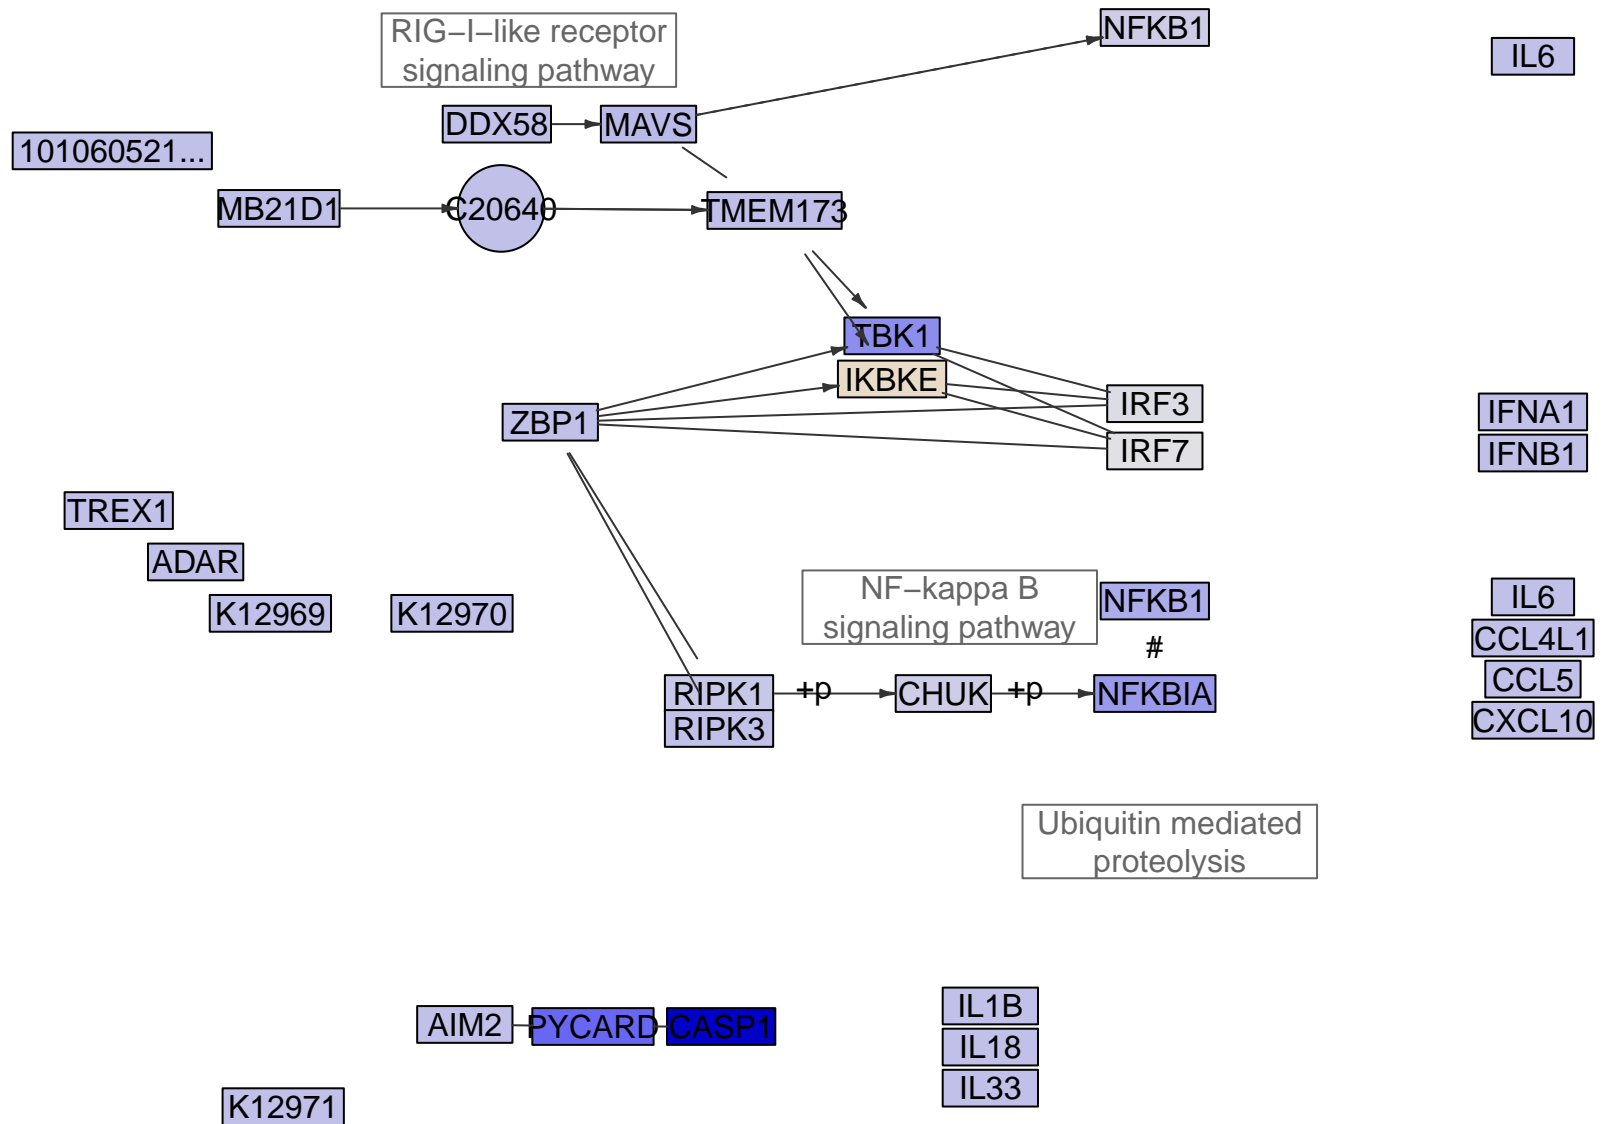 RIG−I−like receptor
signaling pathway
NFKB1
IL6
DDX58
MAVS
101060521...
MB21D1
C20640
TMEM173
TBK1
IKBKE
ZBP1
IRF3
IRF7
IFNA1
IFNB1
TREX1
ADAR
K12969
K12970
NF−kappa B
signaling pathway
NFKB1
#
IL6
CCL4L1
CCL5
CXCL10
RIPK1
+p
CHUK
+p
NFKBIA
RIPK3
Ubiquitin mediated
proteolysis
AIM2
PYCARD
CASP1
IL1B
IL18
IL33
K12971